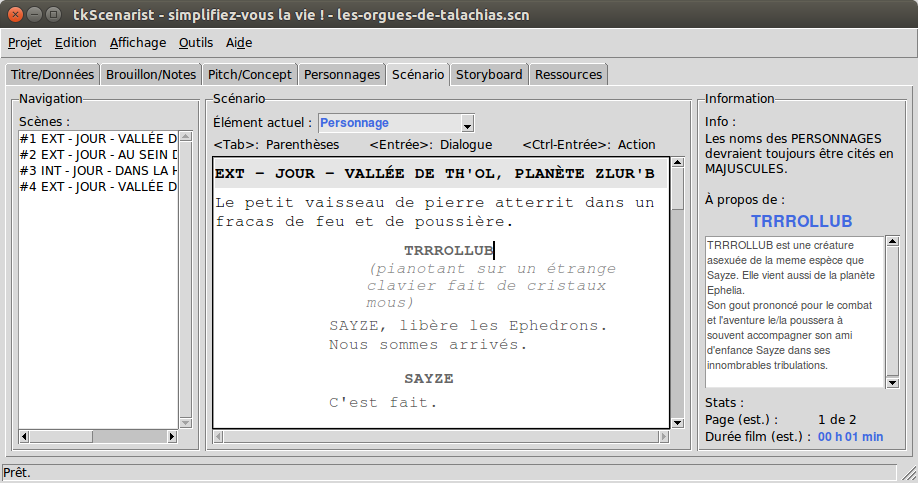 tkScenarist - simplifiez-vous la vie ! - les-orgues-de-talachias.scn
Projet Edition Affichage Outils Aide
Titre/Données Brouillon/Notes Pitch/Concept Personnages Scénario Storyboard Ressources
Navigation
Scènes :
#1 EXT - JOUR - VALLÉE D
#2 EXT - JOUR - AU SEIN D
#3 INT - JOUR - DANS LA H
#4 EXT - JOUR - VALLÉE D
Scénario
Élément actuel : Personnage
<Tab>: Parenthèses <Entrée>: Dialogue <Ctrl-Entrée>: Action
EXT – JOUR – VALLÉE DE TH'OL, PLANÈTE ZLUR'B
Le petit vaisseau de pierre atterrit dans un
fracas de feu et de poussière.
TRRROLLUB
(pianotant sur un étrange
clavier fait de cristaux
mous)
SAYZE, libère les Ephedrons.
Nous sommes arrivés.
SAYZE
C'est fait.
Information
Info :
Les noms des PERSONNAGES
devraient toujours être cités en
MAJUSCULES.
À propos de :
TRRROLLUB
TRRROLLUB est une créature
asexuée de la meme espèce que
Sayze. Elle vient aussi de la planète
Ephelia.
Son gout prononcé pour le combat
et l'aventure le/la poussera à
souvent accompagner son ami
d'enfance Sayze dans ses
innombrables tribulations.
Stats :
Page (est.) : 1 de 2
Durée film (est.) : 00 h 01 min
Prêt.